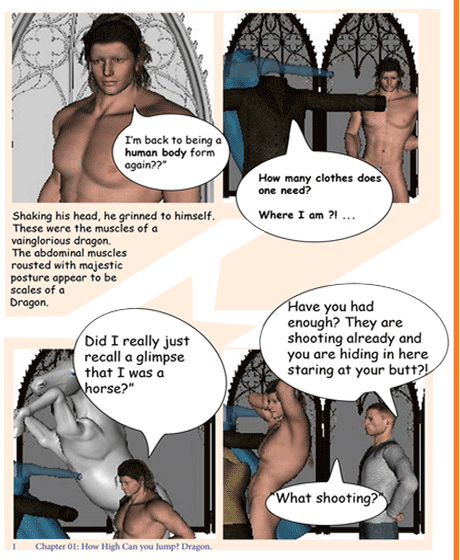 I'm back to being a
human body form
again??"
How many clothes does
one need?
Where I am ?! ...
Shaking his head, he grinned to himself.
These were the muscles of a
vainglorious dragon.
The abdominal muscles
rousted with majestic
posture appear to be
scales of a
Dragon.
Did I really just
recall a glimpse
that I was a
horse?"
Have you had
enough? They are
shooting already and
you are hiding in here
staring at your butt?!
"What shooting?"
1 Chapter 01: How High Can you Jump? Dragon.